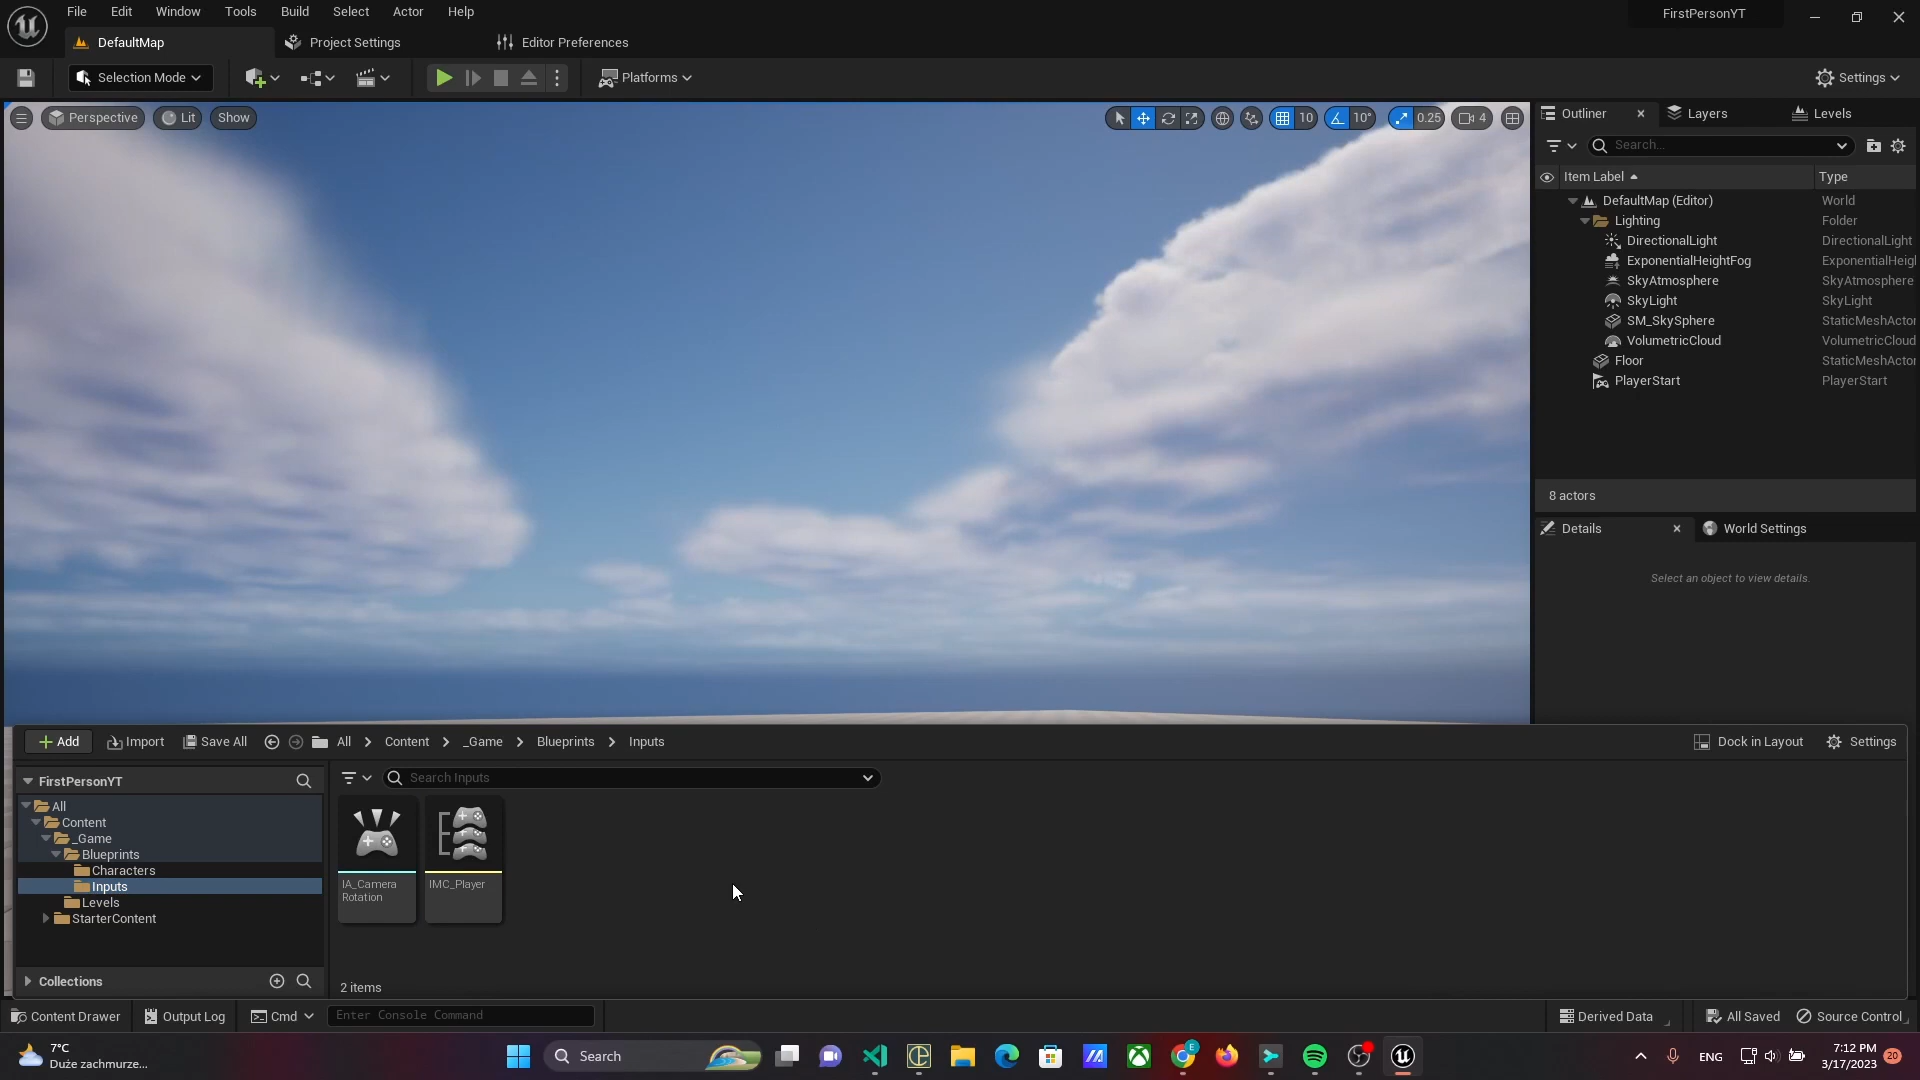 File Edit Window Tools Build Select Actor Help
FirstPersonYT
DefaultMap
Project Settings
Editor Preferences
Selection Mode
Platforms
Settings
Perspective
Lit
Show
10
10°
0.25
4
Outliner
Layers
Levels
Search...
Item Label
Type
DefaultMap (Editor) World
Lighting Folder
DirectionalLight DirectionalLight
ExponentialHeightFog ExponentialHeigl
SkyAtmosphere SkyAtmosphere
SkyLight SkyLight
SM_SkySphere StaticMeshActor
VolumetricCloud VolumetricCloud
Floor StaticMeshActor
PlayerStart PlayerStart
8 actors
Details
World Settings
Select an object to view details.
Add
Import
Save All
All
Content
_Game
Blueprints
Inputs
Dock in Layout
Settings
FirstPersonYT
Search Inputs
All
Content
_Game
Blueprints
Characters
Inputs
Levels
StarterContent
IA_Camera
Rotation
IMC_Player
Collections
2 items
Content Drawer
Output Log
Cmd
Enter Console Command
Derived Data
All Saved
Source Control
7°C
Duże zachmurze...
Search
E
ENG
7:12 PM
3/17/2023
20